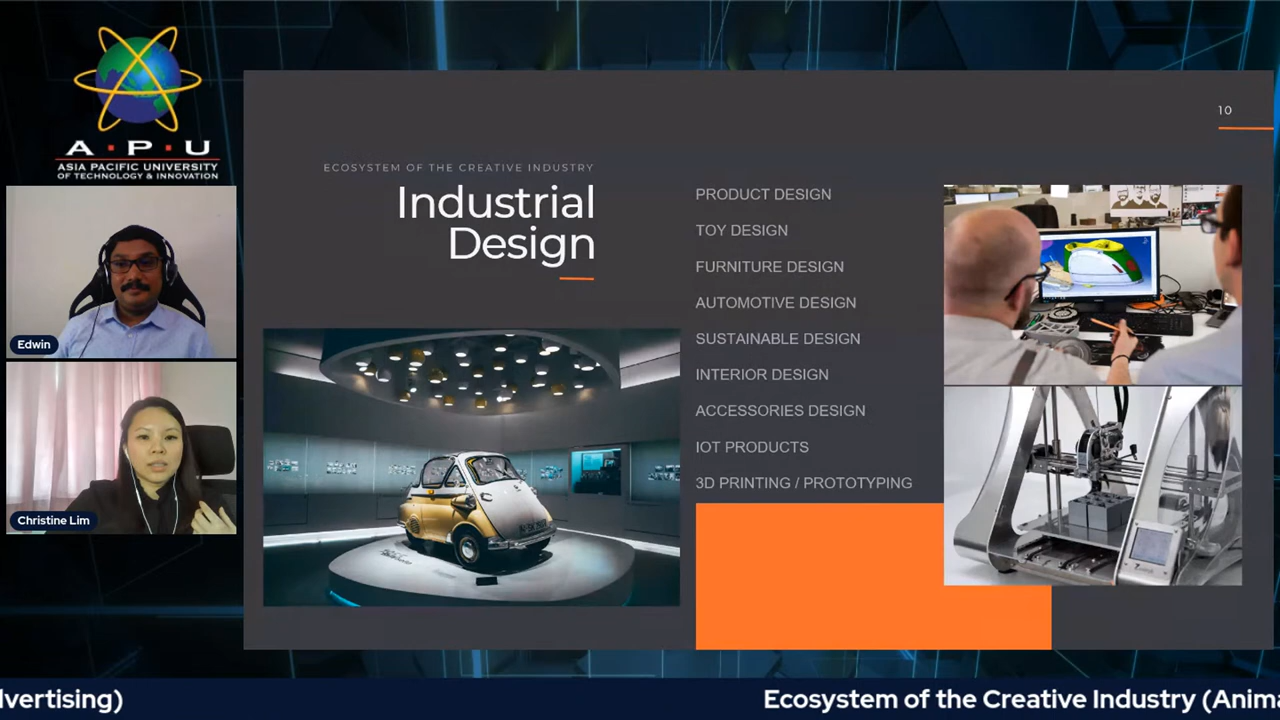 A·P·U
ASIA PACIFIC UNIVERSITY
OF TECHNOLOGY & INNOVATION
Edwin
Christine Lim
10
ECOSYSTEM OF THE CREATIVE INDUSTRY
Industrial
Design
PRODUCT DESIGN
TOY DESIGN
FURNITURE DESIGN
AUTOMOTIVE DESIGN
SUSTAINABLE DESIGN
INTERIOR DESIGN
ACCESSORIES DESIGN
IOT PRODUCTS
3D PRINTING / PROTOTYPING
lvertising)
Ecosystem of the Creative Industry (Anima